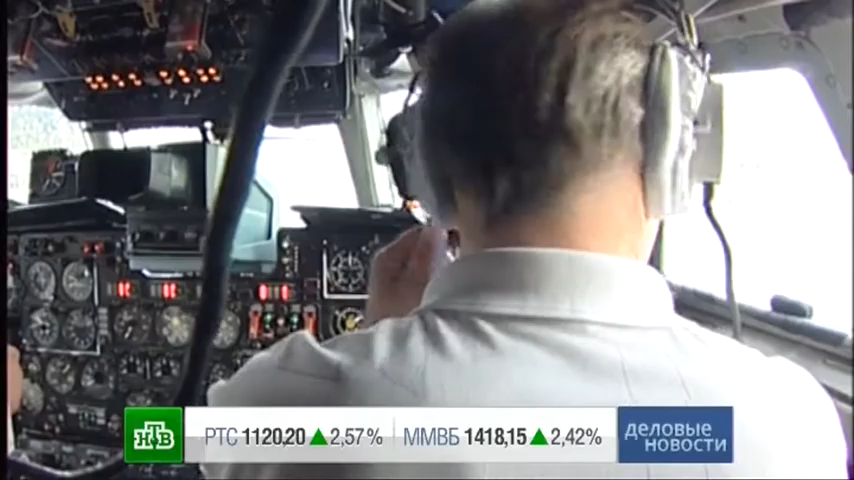 НТВ РТС 1120,20 ▲ 2,57% ММВБ 1418,15 ▲ 2,42% деловые
новости